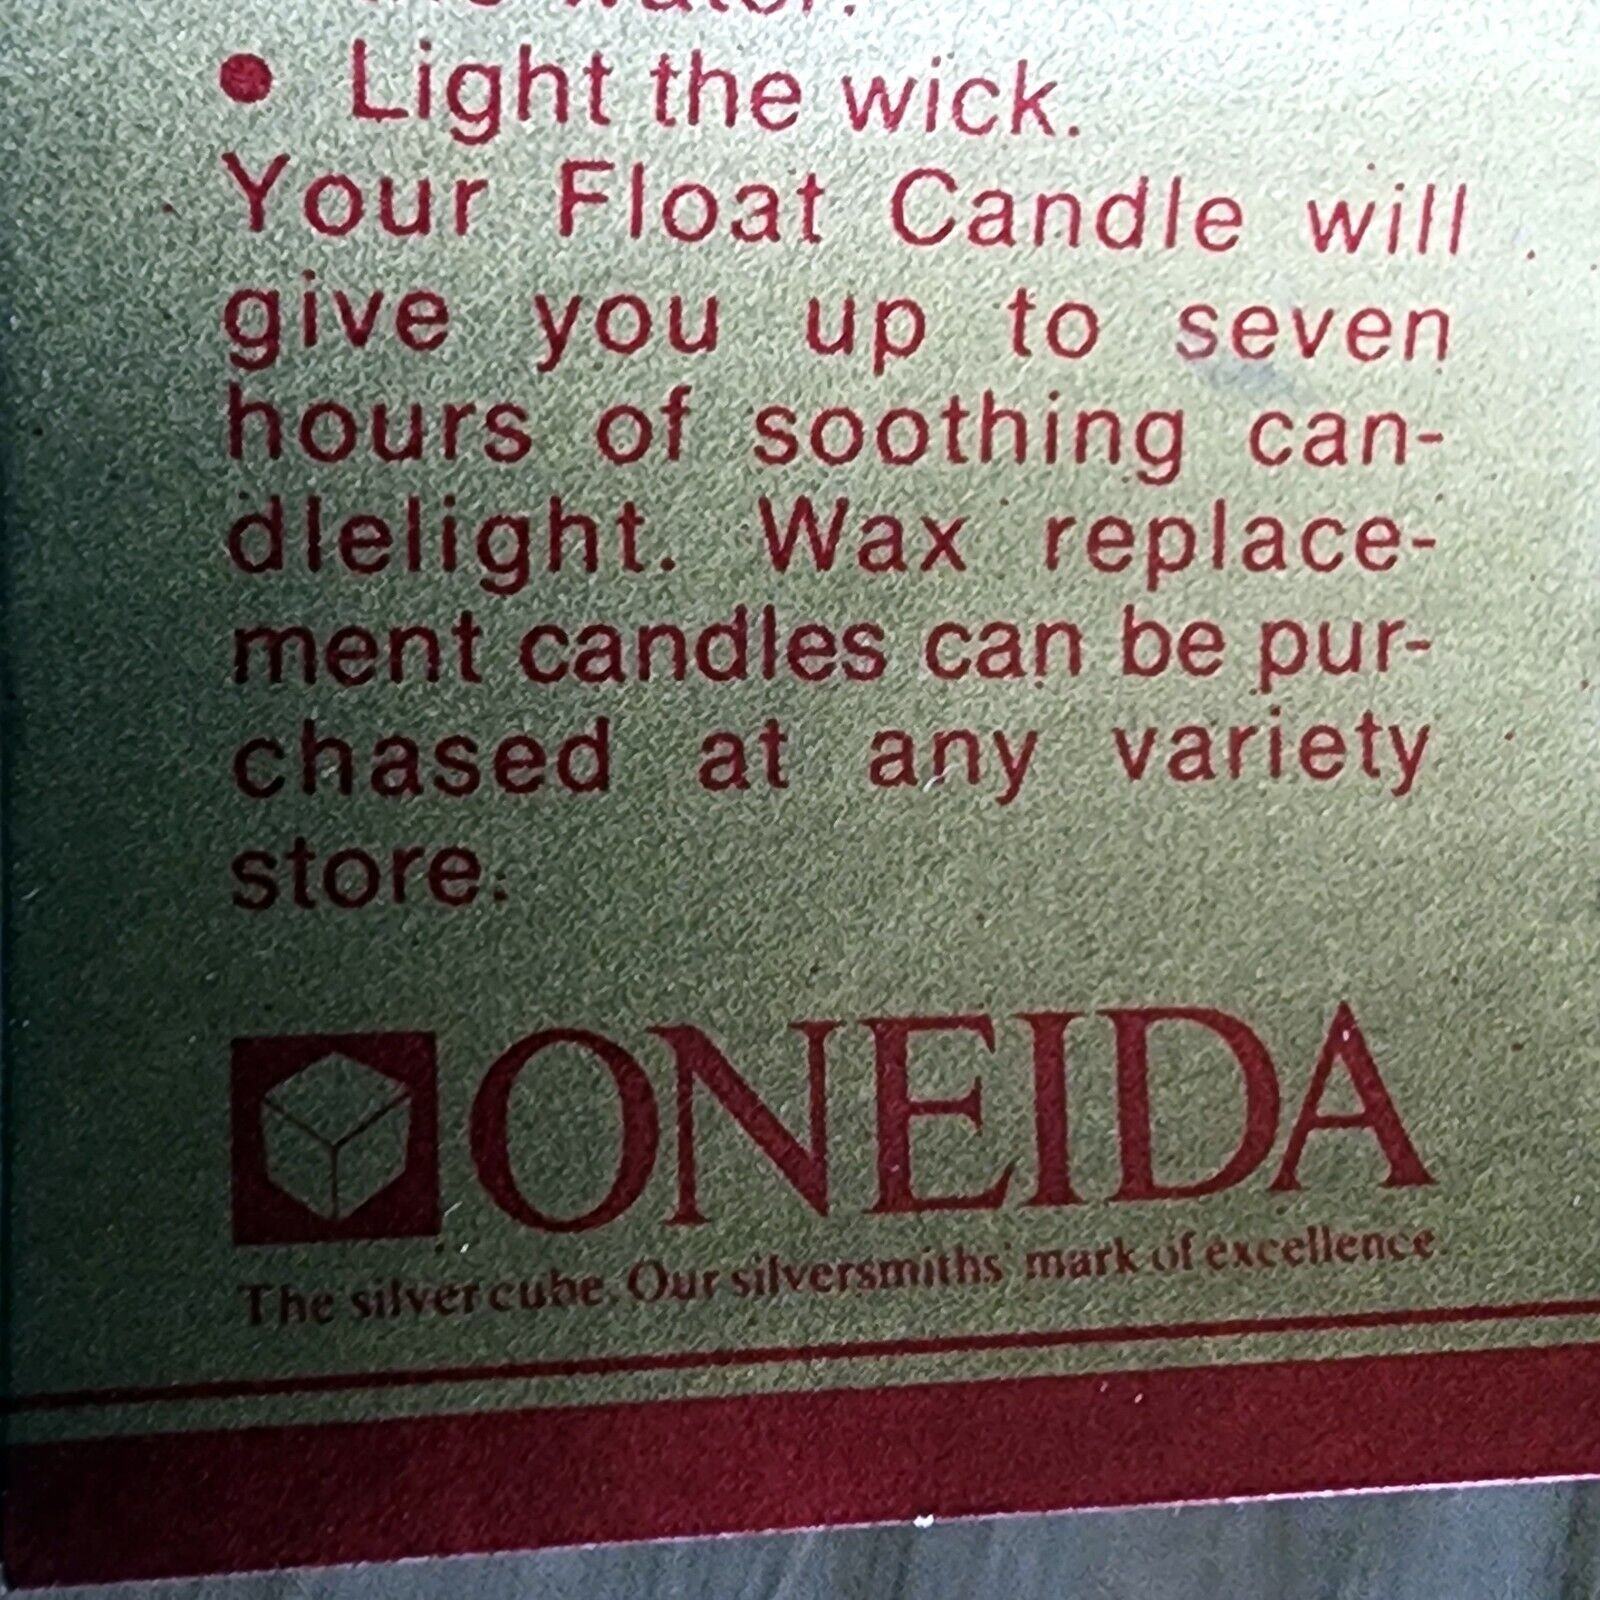 the water.
• Light the wick.
Your Float Candle will
give you up to seven
hours of soothing can-
dlelight. Wax replace-
ment candles can be pur-
chased at any variety
store.
ONEIDA
The silver cube. Our silversmiths' mark of excellence.